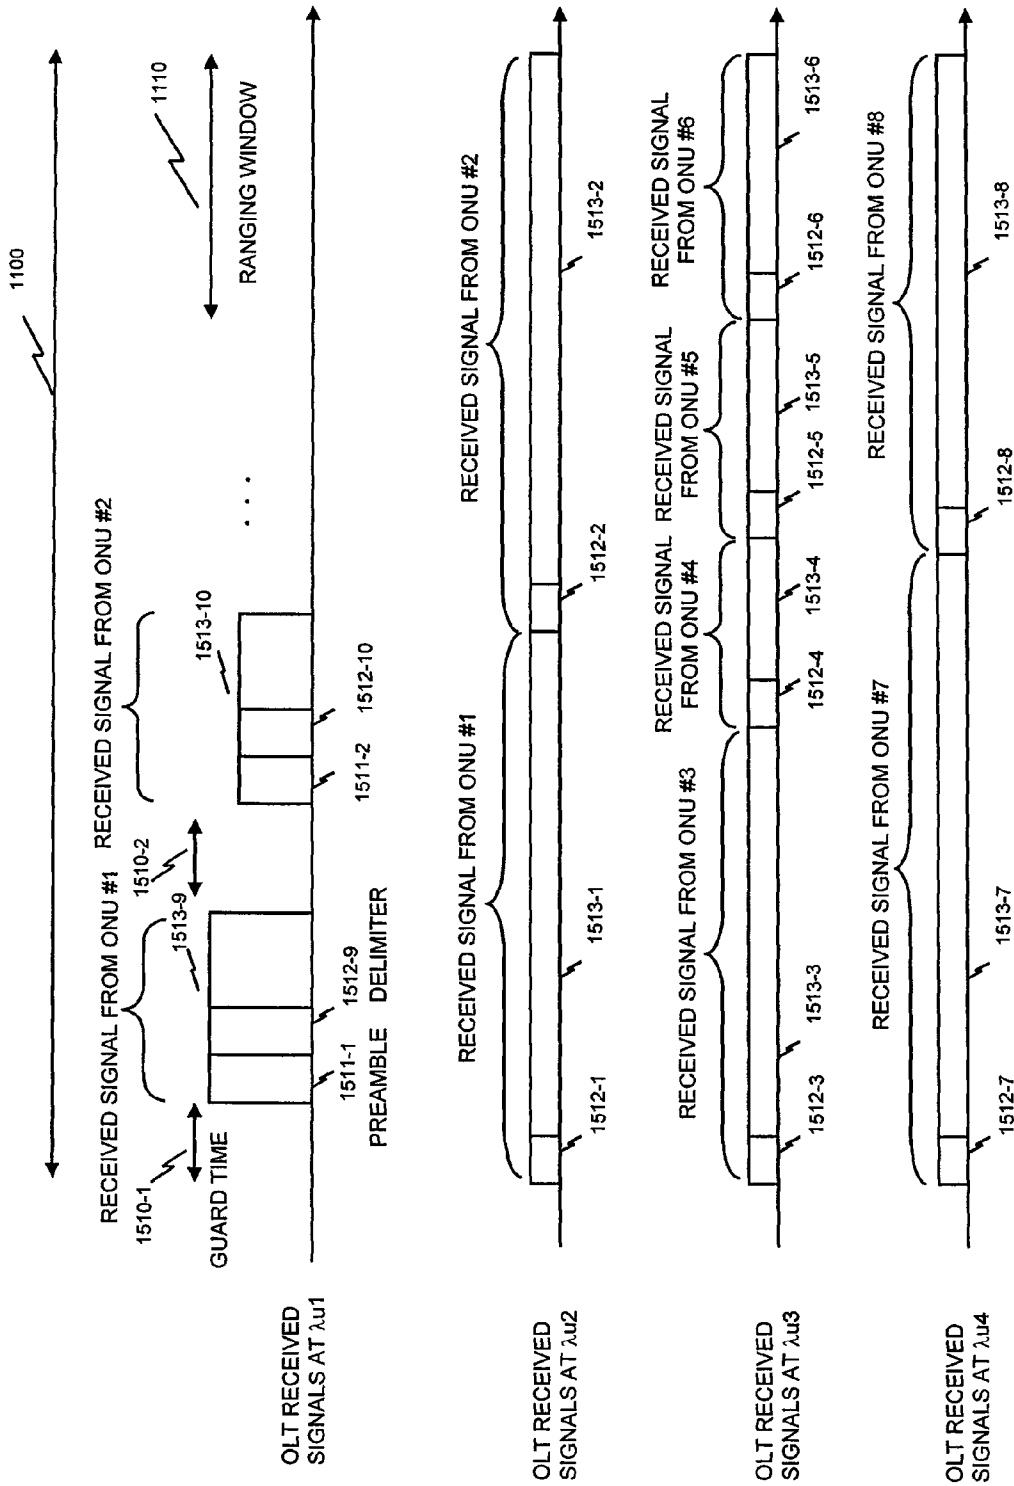 1100
1110
RANGING WINDOW
RECEIVED SIGNAL FROM ONU #1
RECEIVED SIGNAL FROM ONU #2
1510-1
GUARD TIME
1513-9
1510-2
1513-10
. . .
1511-1
1512-9
1511-2
1512-10
PREAMBLE
DELIMITER
OLT RECEIVED
SIGNALS AT λu1
RECEIVED SIGNAL FROM ONU #1
RECEIVED SIGNAL FROM ONU #2
1512-1
1513-1
1512-2
1513-2
OLT RECEIVED
SIGNALS AT λu2
RECEIVED SIGNAL FROM ONU #3
RECEIVED SIGNAL
FROM ONU #4
RECEIVED SIGNAL
FROM ONU #5
RECEIVED SIGNAL
FROM ONU #6
1512-3
1513-3
1512-4
1513-4
1512-5
1513-5
1512-6
1513-6
OLT RECEIVED
SIGNALS AT λu3
RECEIVED SIGNAL FROM ONU #7
RECEIVED SIGNAL FROM ONU #8
1512-7
1513-7
1512-8
1513-8
OLT RECEIVED
SIGNALS AT λu4